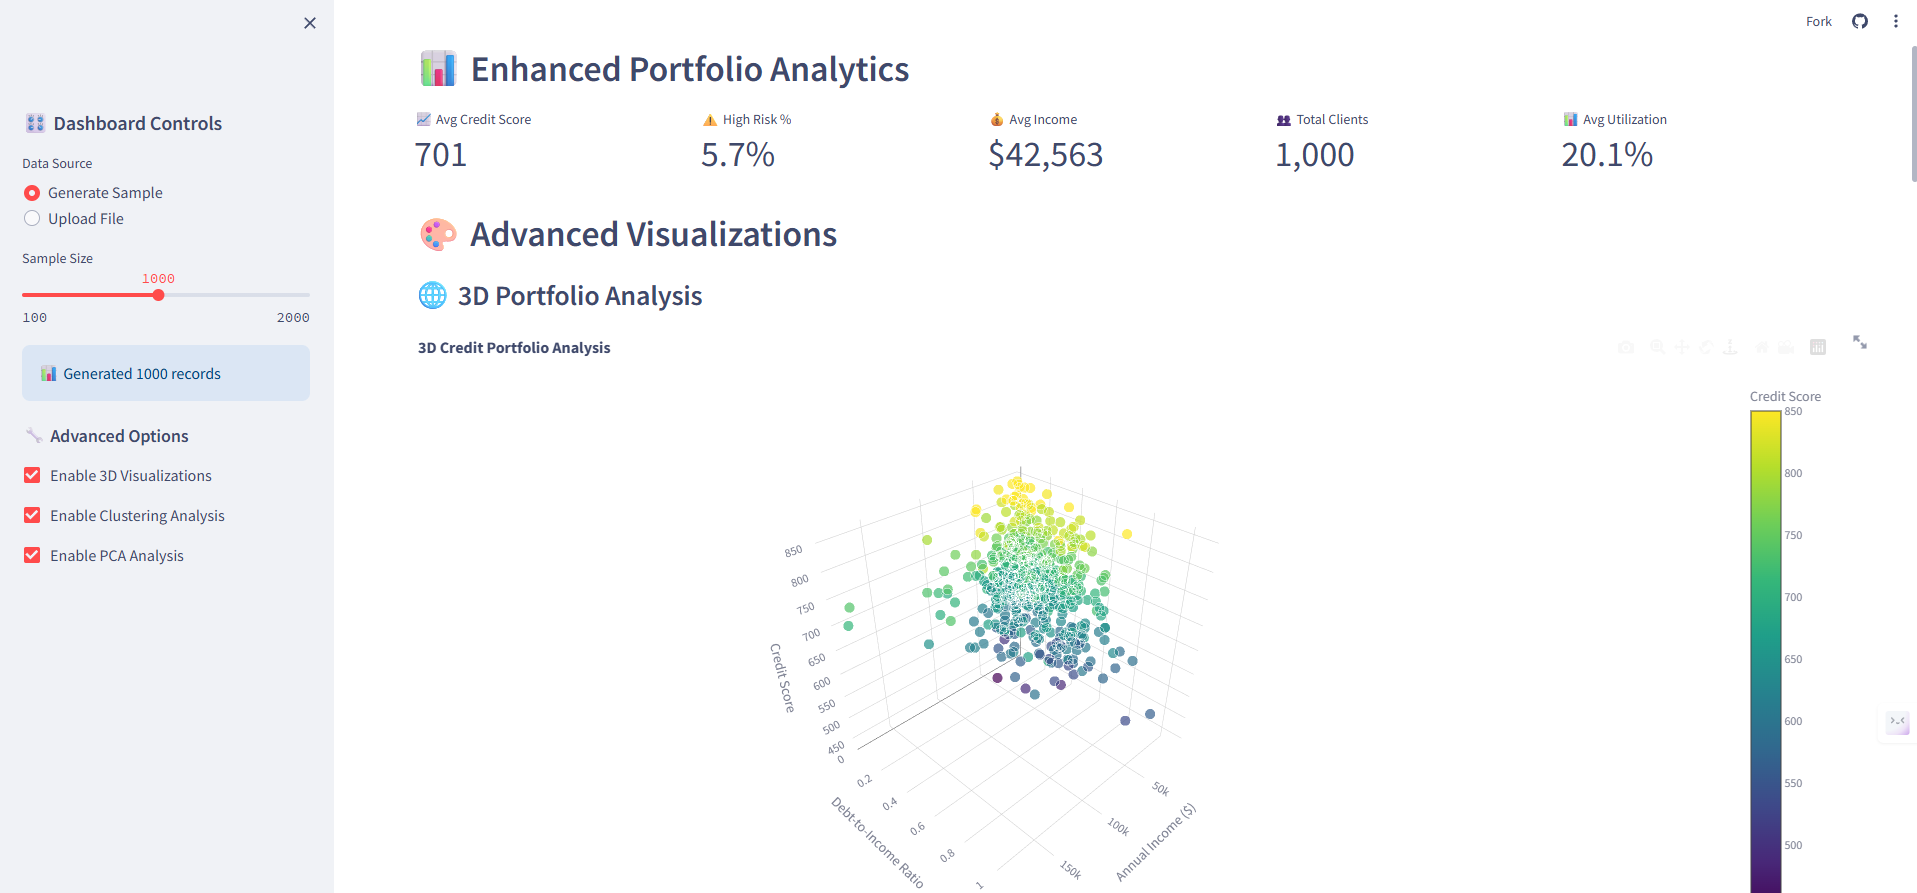 Fork
Dashboard Controls
Data Source
Generate Sample
Upload File
Sample Size
1000
100 2000
Generated 1000 records
Advanced Options
Enable 3D Visualizations
Enable Clustering Analysis
Enable PCA Analysis
Enhanced Portfolio Analytics
Avg Credit Score
701
High Risk %
5.7%
Avg Income
$42,563
Total Clients
1,000
Avg Utilization
20.1%
Advanced Visualizations
3D Portfolio Analysis
3D Credit Portfolio Analysis
Credit Score
850
800
750
700
650
600
550
500
850
800
750
700
650
600
550
500
450
Credit Score
0
0.2
0.4
0.6
0.8
1
Debt-to-Income Ratio
50k
100k
150k
Annual Income ($)